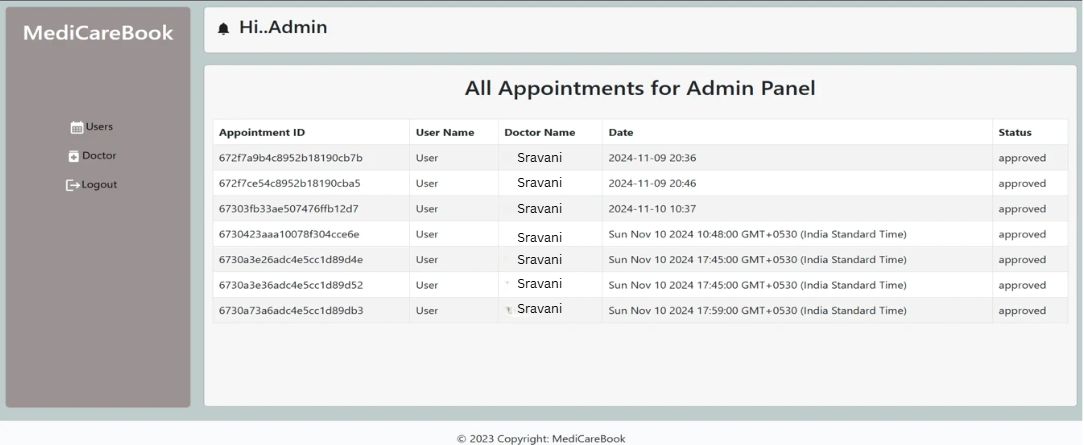 MediCareBook
Hi..Admin
Users
Doctor
Logout
All Appointments for Admin Panel
Appointment ID User Name Doctor Name Date Status
672f7a9b4c8952b18190cb7b User Sravani 2024-11-09 20:36 approved
672f7ce54c8952b18190cba5 User Sravani 2024-11-09 20:46 approved
67303fb33ae507476ffb12d7 User Sravani 2024-11-10 10:37 approved
6730423aaa10078f304cce6e User Sravani Sun Nov 10 2024 10:48:00 GMT+0530 (India Standard Time) approved
6730a3e26adc4e5cc1d89d4e User Sravani Sun Nov 10 2024 17:45:00 GMT+0530 (India Standard Time) approved
6730a3e36adc4e5cc1d89d52 User Sravani Sun Nov 10 2024 17:45:00 GMT+0530 (India Standard Time) approved
6730a73a6adc4e5cc1d89db3 User Sravani Sun Nov 10 2024 17:59:00 GMT+0530 (India Standard Time) approved
© 2023 Copyright: MediCareBook